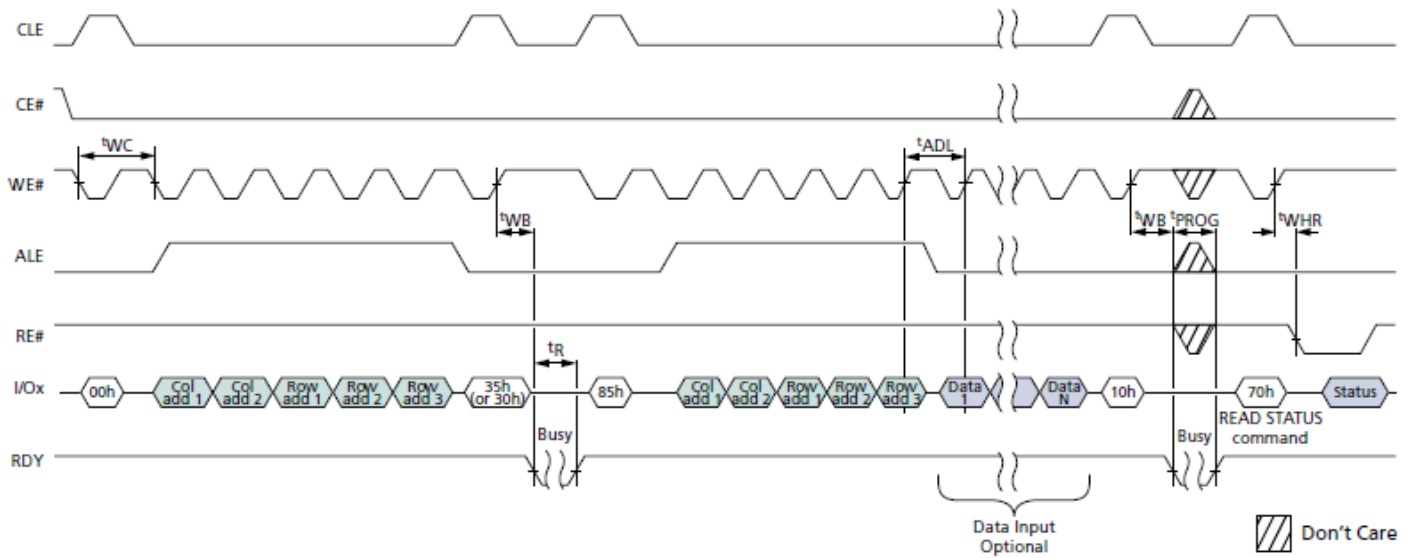 CLE
CE#
tWC
tADL
WE#
tWB
tWB
tPROG
tWHR
ALE
RE#
tR
I/Ox
00h
Col add 1
Col add 2
Row add 1
Row add 2
Row add 3
35h
(or 30h)
85h
Col add 1
Col add 2
Row add 1
Row add 2
Row add 3
Data 1
Data N
10h
70h
Status
READ STATUS
command
Busy
Busy
RDY
Data Input
Optional
Don't Care